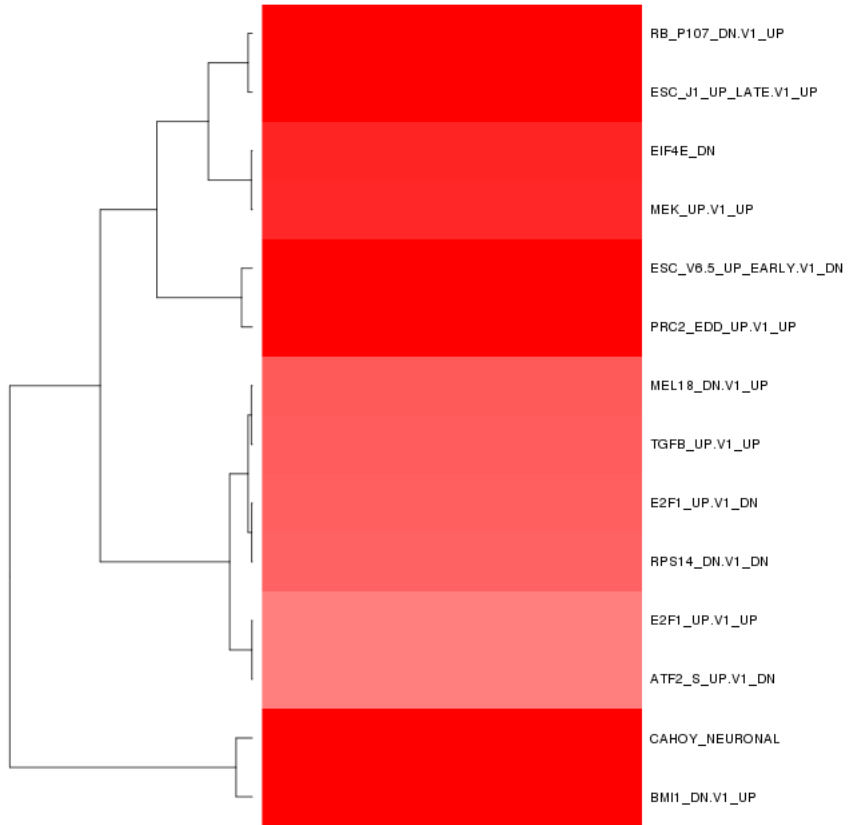 RB_P107_DN.V1_UP
ESC_J1_UP_LATE.V1_UP
EIF4E_DN
MEK_UP.V1_UP
ESC_V6.5_UP_EARLY.V1_DN
PRC2_EDD_UP.V1_UP
MEL18_DN.V1_UP
TGFB_UP.V1_UP
E2F1_UP.V1_DN
RPS14_DN.V1_DN
E2F1_UP.V1_UP
ATF2_S_UP.V1_DN
CAHOY_NEURONAL
BMI1_DN.V1_UP